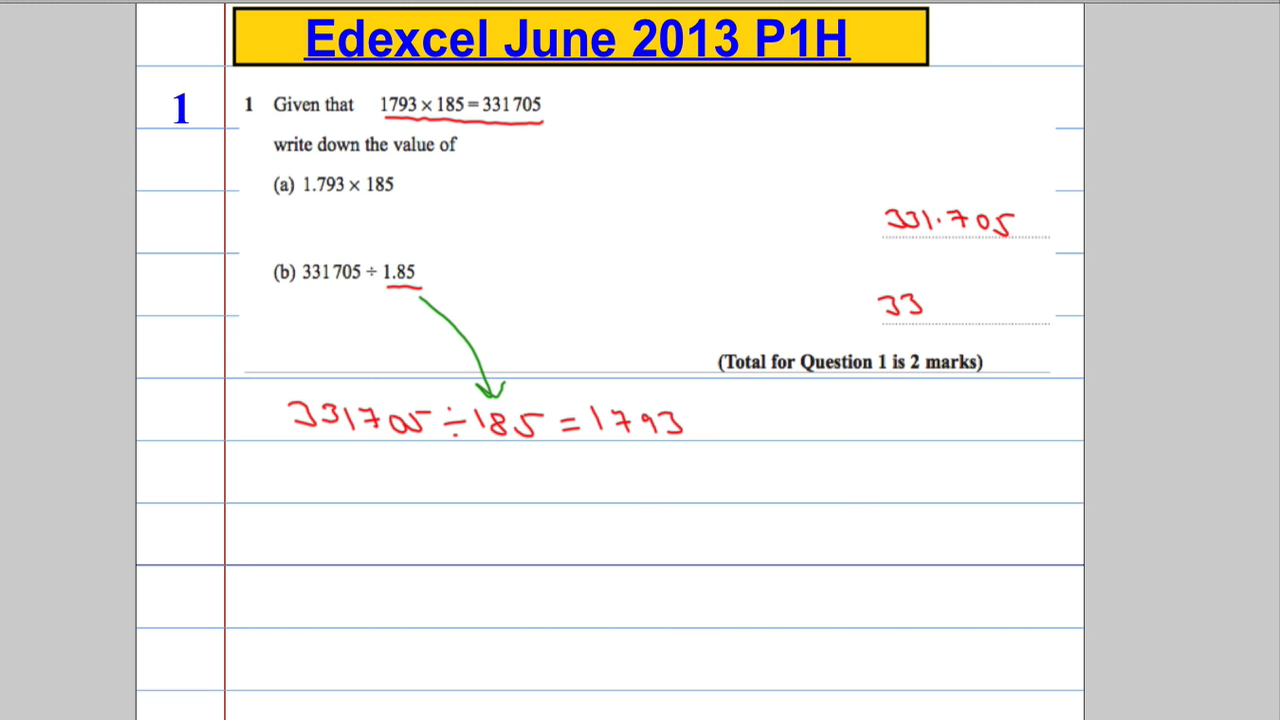 Edexcel June 2013 P1H
1
1 Given that 1793 × 185 = 331 705
write down the value of
(a) 1.793 × 185
331.705
(b) 331 705 ÷ 1.85
33
(Total for Question 1 is 2 marks)
331705 ÷ 185 = 1793